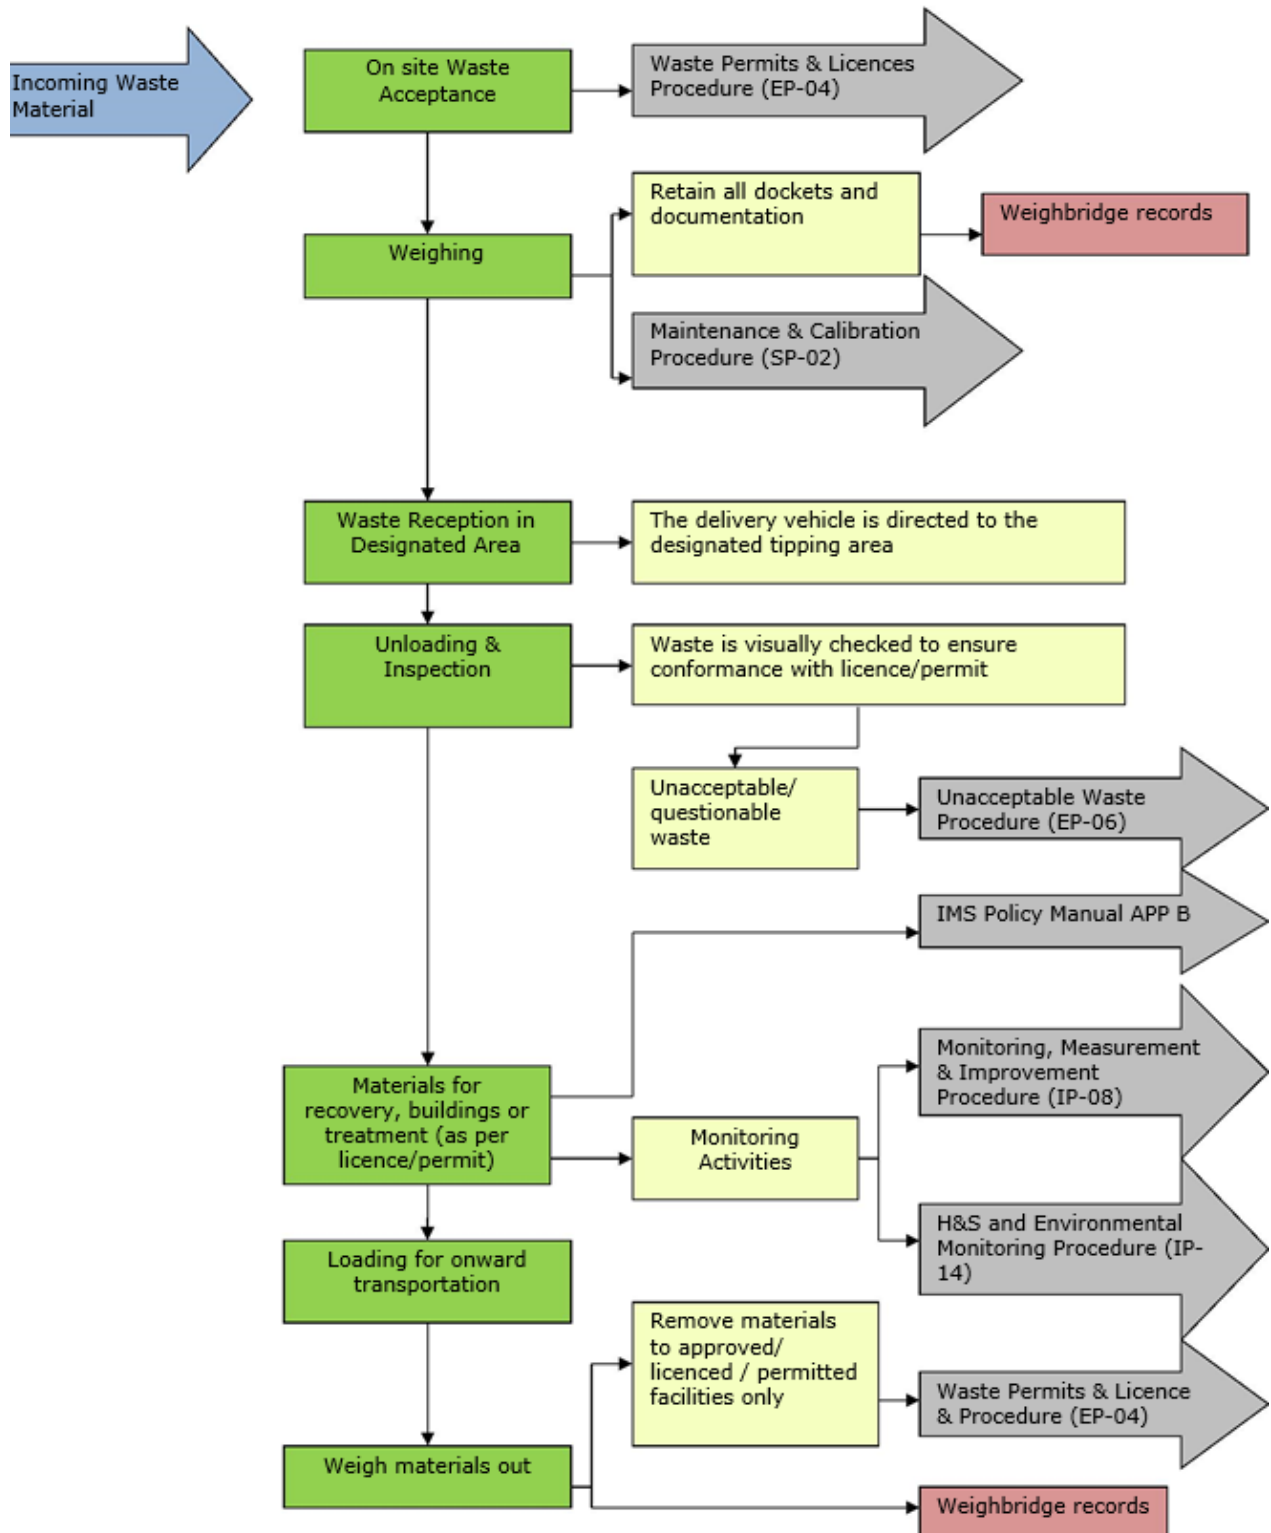 Incoming Waste
Material
On site Waste
Acceptance
Waste Permits & Licences
Procedure (EP-04)
Weighing
Retain all dockets and
documentation
Weighbridge records
Maintenance & Calibration
Procedure (SP-02)
Waste Reception in
Designated Area
The delivery vehicle is directed to the
designated tipping area
Unloading &
Inspection
Waste is visually checked to ensure
conformance with licence/permit
Unacceptable/
questionable
waste
Unacceptable Waste
Procedure (EP-06)
IMS Policy Manual APP B
Materials for
recovery, buildings or
treatment (as per
licence/permit)
Monitoring
Activities
Monitoring, Measurement
& Improvement
Procedure (IP-08)
H&S and Environmental
Monitoring Procedure (IP-
14)
Loading for onward
transportation
Remove materials
to approved/
licenced / permitted
facilities only
Waste Permits & Licence
& Procedure (EP-04)
Weigh materials out
Weighbridge records